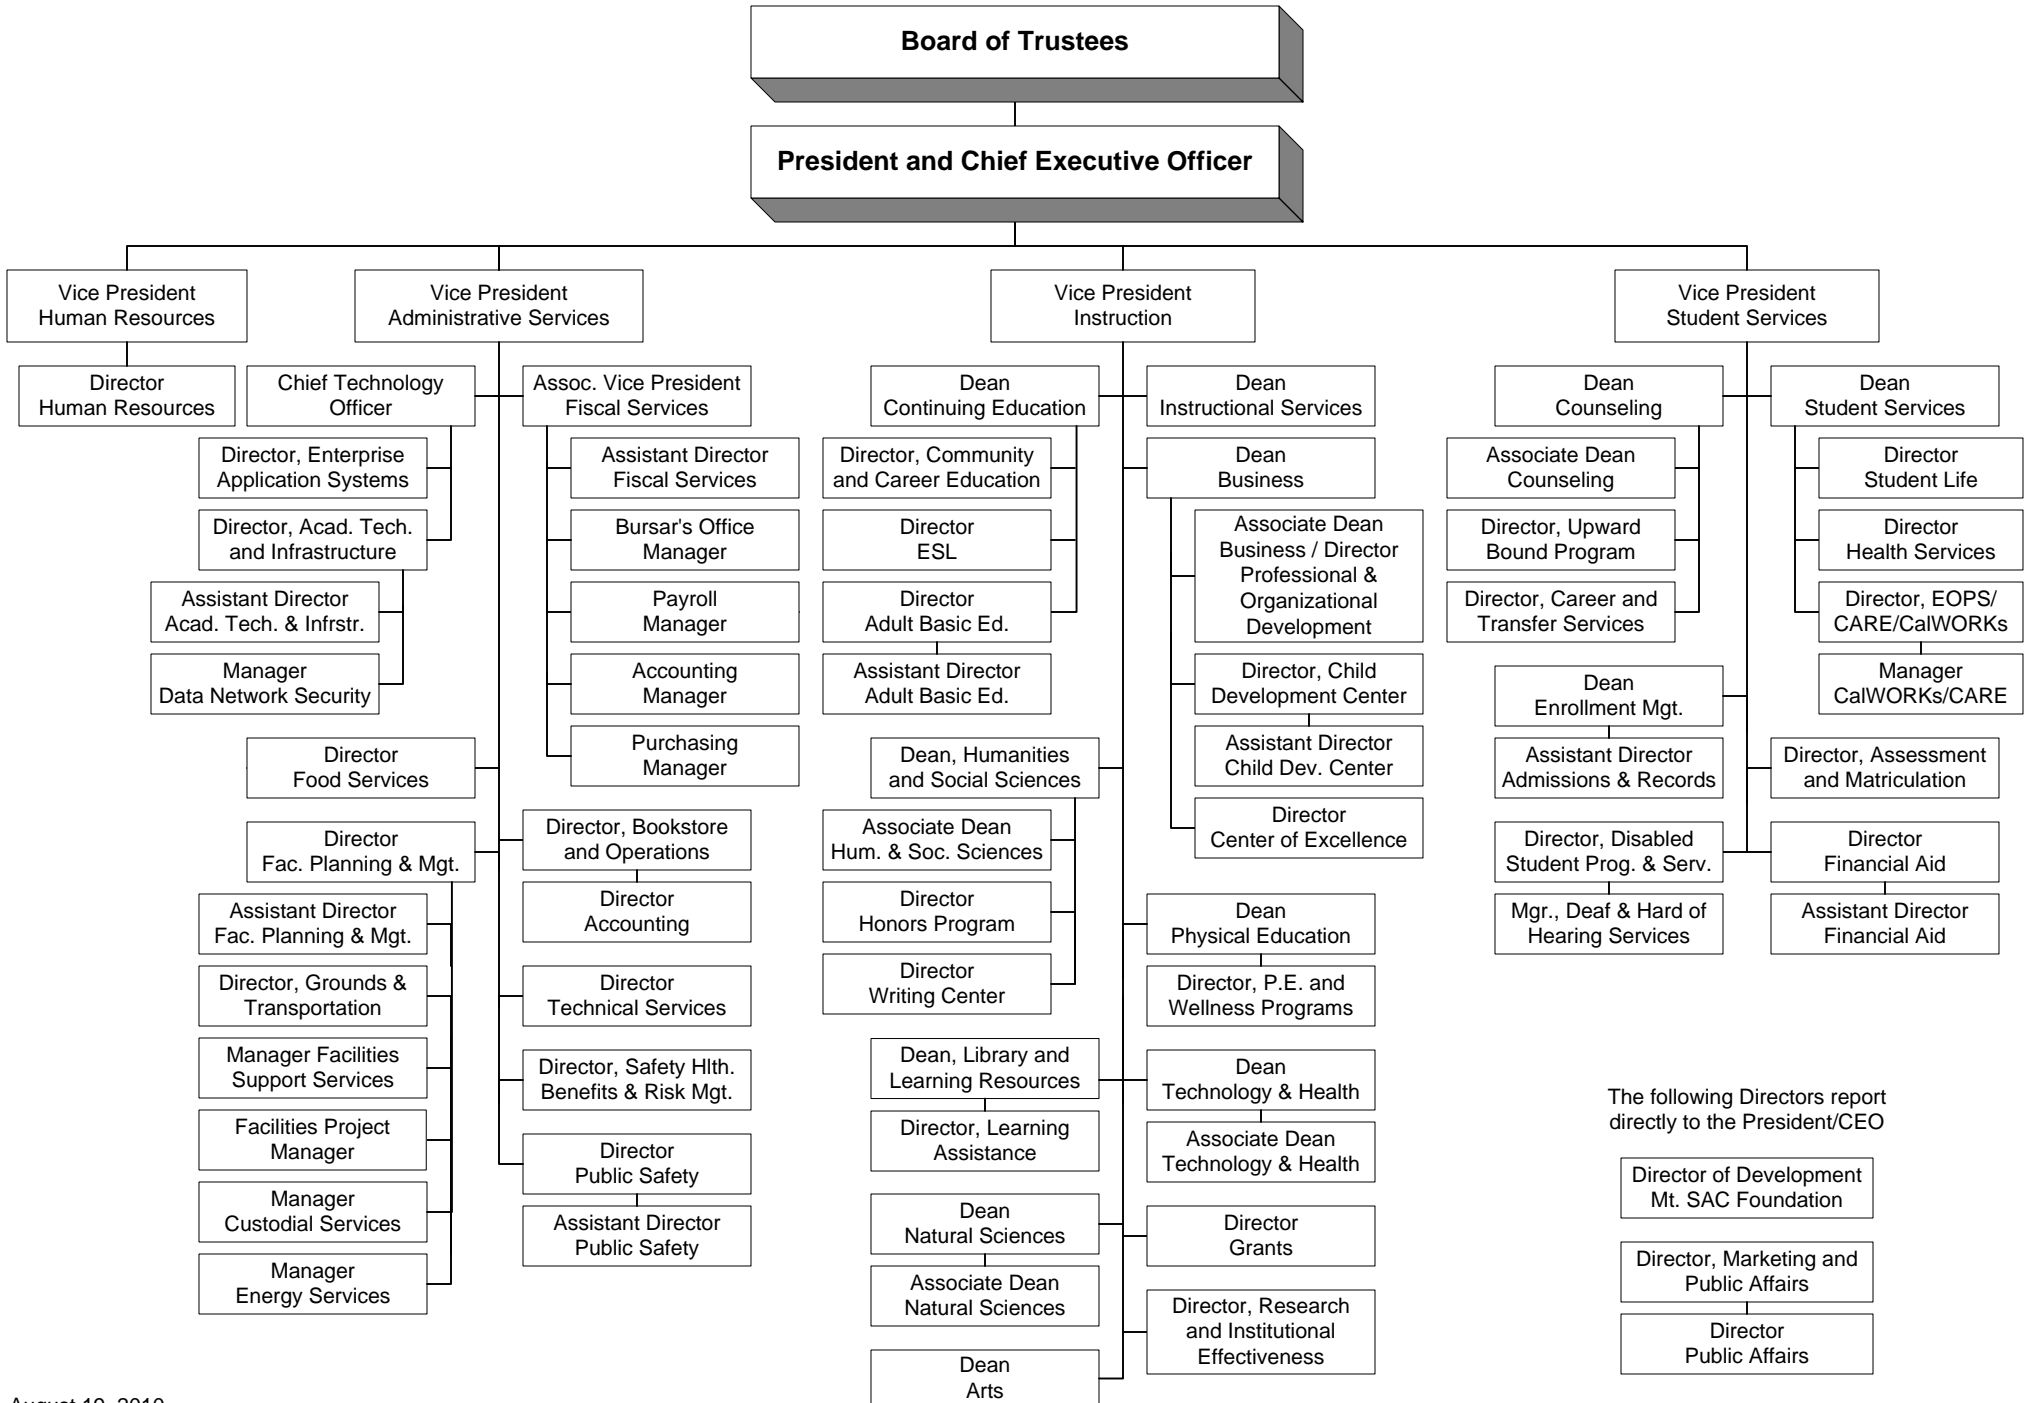 Board of Trustees
President and Chief Executive Officer
Vice President
Human Resources
Director
Human Resources
Vice President
Administrative Services
Chief Technology
Officer
Director, Enterprise
Application Systems
Director, Acad. Tech.
and Infrastructure
Assistant Director
Acad. Tech. & Infrstr.
Manager
Data Network Security
Assoc. Vice President
Fiscal Services
Assistant Director
Fiscal Services
Bursar's Office
Manager
Payroll
Manager
Accounting
Manager
Purchasing
Manager
Director
Food Services
Director
Fac. Planning & Mgt.
Assistant Director
Fac. Planning & Mgt.
Director, Grounds &
Transportation
Manager Facilities
Support Services
Facilities Project
Manager
Manager
Custodial Services
Manager
Energy Services
Director, Bookstore
and Operations
Director
Accounting
Director
Technical Services
Director, Safety Hlth.
Benefits & Risk Mgt.
Director
Public Safety
Assistant Director
Public Safety
Vice President
Instruction
Dean
Continuing Education
Director, Community
and Career Education
Director
ESL
Director
Adult Basic Ed.
Assistant Director
Adult Basic Ed.
Dean
Instructional Services
Dean
Business
Associate Dean
Business / Director
Professional &
Organizational
Development
Director, Child
Development Center
Assistant Director
Child Dev. Center
Director
Center of Excellence
Dean, Humanities
and Social Sciences
Associate Dean
Hum. & Soc. Sciences
Director
Honors Program
Director
Writing Center
Dean
Physical Education
Director, P.E. and
Wellness Programs
Dean, Library and
Learning Resources
Director, Learning
Assistance
Dean
Technology & Health
Associate Dean
Technology & Health
Dean
Natural Sciences
Associate Dean
Natural Sciences
Director
Grants
Director, Research
and Institutional
Effectiveness
Dean
Arts
Vice President
Student Services
Dean
Counseling
Associate Dean
Counseling
Director, Upward
Bound Program
Director, Career and
Transfer Services
Dean
Student Services
Director
Student Life
Director
Health Services
Director, EOPS/
CARE/CalWORKs
Manager
CalWORKs/CARE
Dean
Enrollment Mgt.
Assistant Director
Admissions & Records
Director, Assessment
and Matriculation
Director, Disabled
Student Prog. & Serv.
Mgr., Deaf & Hard of
Hearing Services
Director
Financial Aid
Assistant Director
Financial Aid
The following Directors report
directly to the President/CEO
Director of Development
Mt. SAC Foundation
Director, Marketing and
Public Affairs
Director
Public Affairs
August